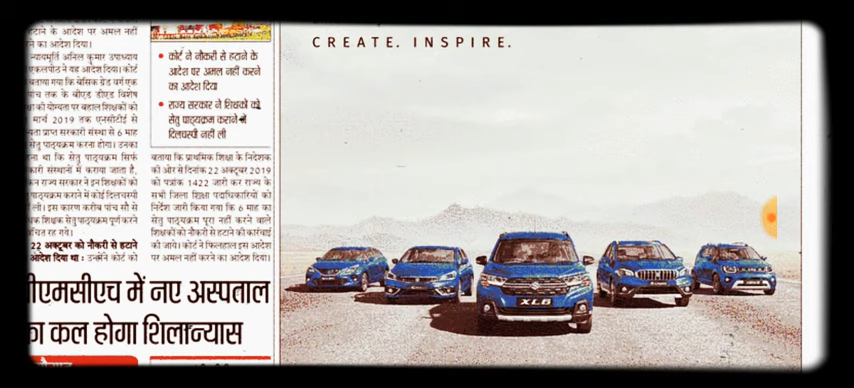 हटाने के आदेश पर अमल नहीं
का आदेश दिया।
न्यायमूर्ति अनिल कुमार उपाध्याय
एकलपीठ ने यह आदेश दिया। कोर्ट
बताया गया कि बेसिक ग्रेड वर्ग एक
पांच तक के बीएड डीएड विशेष
की योग्यता पर बहाल शिक्षकों को
मार्च 2019 तक एनसीटीई से
प्राप्त सरकारी संस्था से 6 माह
सेतु पाठ्यक्रम करना होगा। उनका
था कि सेतु पाठ्यक्रम सिर्फ
संस्थानों में कराया जाता है,
राज्य सरकार ने इन शिक्षकों को
पाठ्यक्रम कराने में कोई दिलचस्पी
ली। इस कारण करीब पांच सौ से
शिक्षक सेतु पाठ्यक्रम पूर्ण करने
रह गये।
22 अक्टूबर को नौकरी से हटाने
आदेश दिया था : उन्होंने कोर्ट को
• कोर्ट ने नौकरी से हटाने के
आदेश पर अमल नहीं करने
का आदेश दिया
• राज्य सरकार ने शिक्षकों को
सेतु पाठ्यक्रम कराने में
दिलचस्पी नहीं ली
बताया कि प्राथमिक शिक्षा के निदेशक
की ओर से दिनांक 22 अक्टूबर 2019
को पत्रांक 1422 जारी कर राज्य के
सभी जिला शिक्षा पदाधिकारियों को
निर्देश जारी किया गया कि 6 माह का
सेतु पाठ्यक्रम पूरा नहीं करने वाले
शिक्षकों को नौकरी से हटाने की कार्रवाई
की जाये। कोर्ट ने फिलहाल इस आदेश
पर अमल नहीं करने का आदेश दिया।
पीएमसीएच में नए अस्पताल
का कल होगा शिलान्यास
CREATE. INSPIRE.
XL6